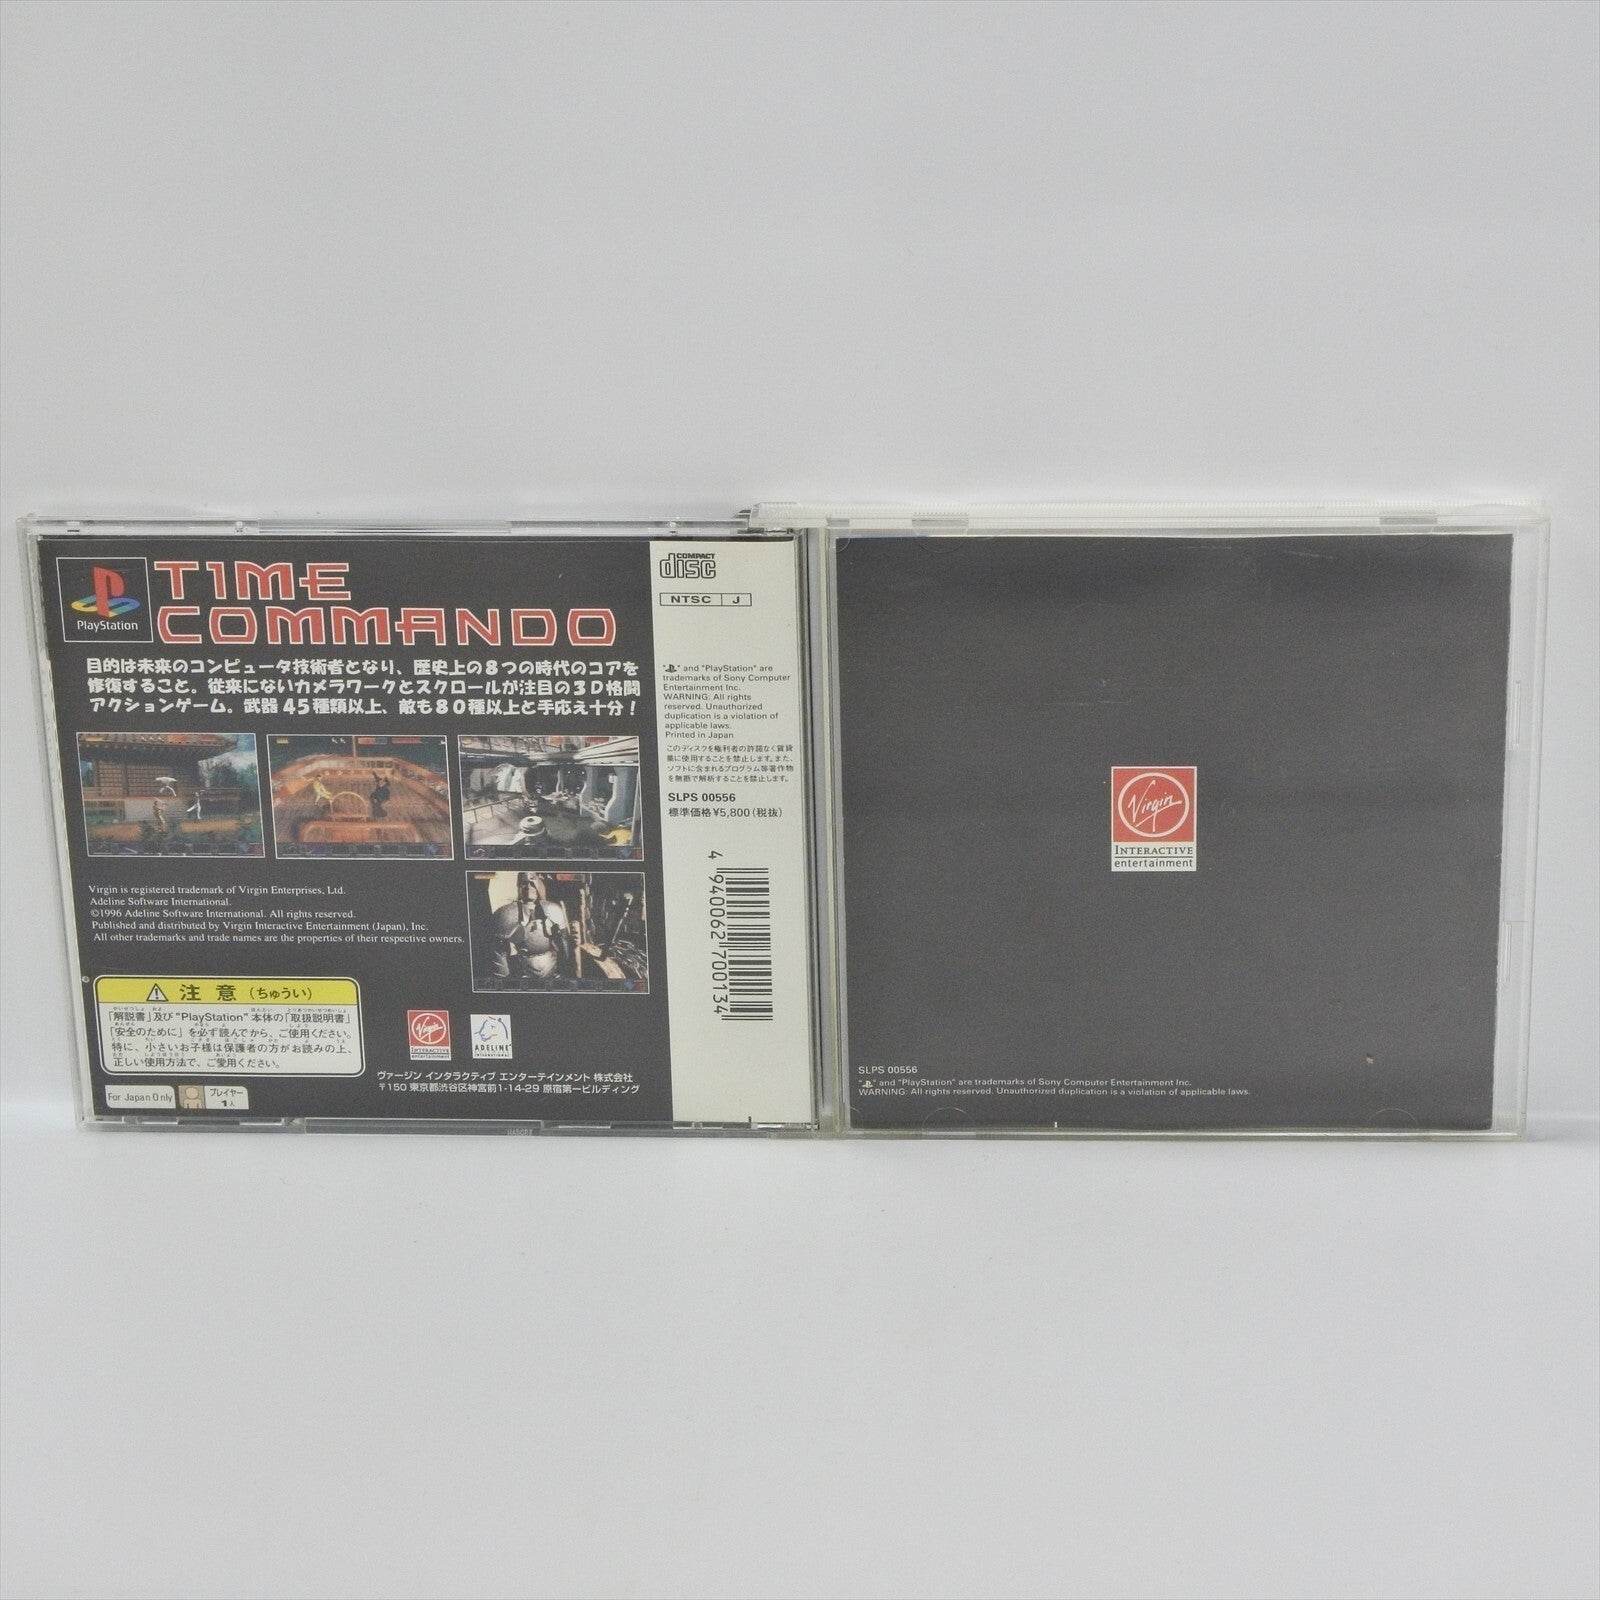 PlayStation
TIME
COMMANDO
目的は未来のコンピュータ技術者となり、歴史上の8つの時代のコアを
修復すること。従来にないカメラワークとスクロールが注目の3D格闘
アクションゲーム。武器45種類以上、敵も80種以上と手応え十分！
Virgin is registered trademark of Virgin Enterprises, Ltd.
Adeline Software International.
©1996 Adeline Software International. All rights reserved.
Published and distributed by Virgin Interactive Entertainment (Japan), Inc.
All other trademarks and trade names are the properties of their respective owners.
注意（ちゅうい）
「解説書」及び"PlayStation"本体の「取扱説明書」
「安全のために」を必ず読んでから、ご使用ください。
特に、小さいお子様は保護者の方がお読みの上、
正しい使用方法で、ご愛用ください。
For Japan Only
プレイヤー
1人
Virgin
INTERACTIVE
entertainment
ADELINE
international
ヴァージン インタラクティブ エンターテインメント 株式会社
〒150 東京都渋谷区神宮前1-14-29 原宿第一ビルディング
COMPACT
disc
NTSC J
" " and "PlayStation" are
trademarks of Sony Computer
Entertainment Inc.
WARNING: All rights
reserved. Unauthorized
duplication is a violation of
applicable laws.
Printed in Japan
このディスクを権利者の許諾なく賃貸
業に使用することを禁止します。また、
ソフトに含まれるプログラム等著作物
を無断で解析することを禁止します。
SLPS 00556
標準価格¥5,800(税抜)
4 940062 700134
Virgin
INTERACTIVE
entertainment
SLPS 00556
" " and "PlayStation" are trademarks of Sony Computer Entertainment Inc.
WARNING: All rights reserved. Unauthorized duplication is a violation of applicable laws.